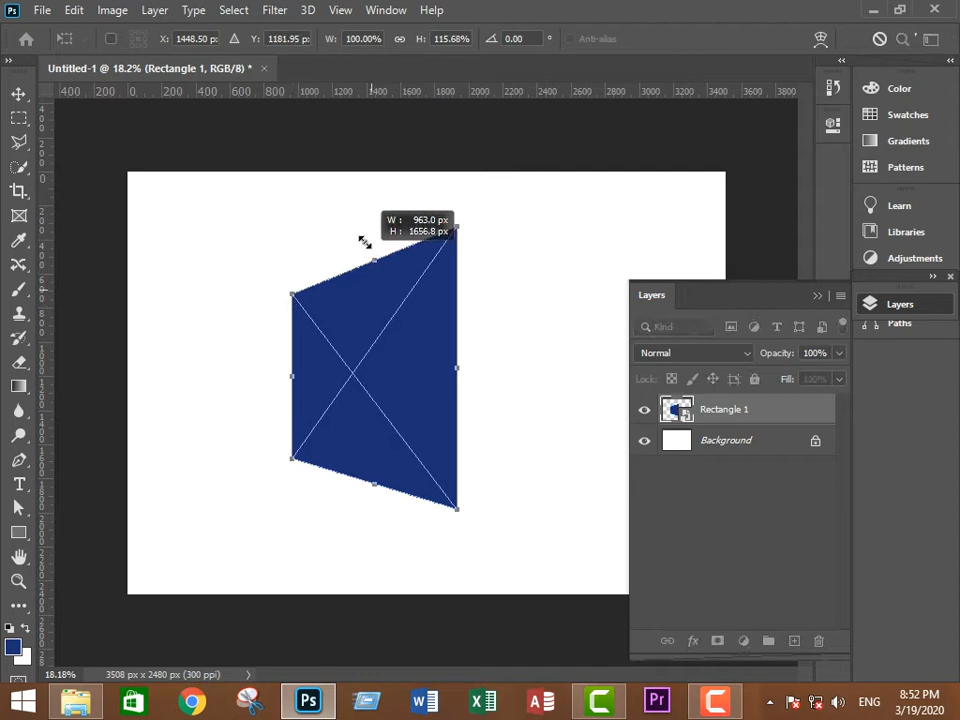 Ps File Edit Image Layer Type Select Filter 3D View Window Help
X: 1448.50 p: Y: 1181.95 p: W: 100.00% H: 115.68% 0.00 ° Anti-alias
Untitled-1 @ 18.2% (Rectangle 1, RGB/8) * ×
400 200 0 200 400 600 800 1000 1200 1400 1600 1800 2000 2200 2400 2600 2800 3000 3200 3400 3600 3800
W : 963.0 px
H : 1656.8 px
Color
Swatches
Gradients
Patterns
Learn
Libraries
Adjustments
Layers
Paths
Layers
Kind
Normal Opacity: 100%
Lock: Fill: 100%
Rectangle 1
Background
fx
18.18% 3508 px x 2480 px (300 ppi)
Ps Pr ENG 8:52 PM
3/19/2020